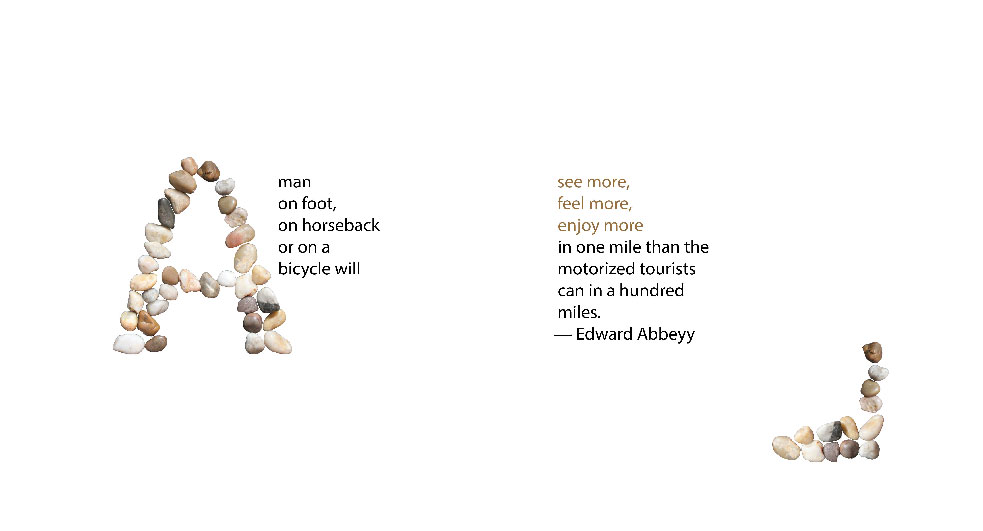 A
man
on foot,
on horseback
or on a
bicycle will
see more,
feel more,
enjoy more
in one mile than the
motorized tourists
can in a hundred
miles.
— Edward Abbeyy